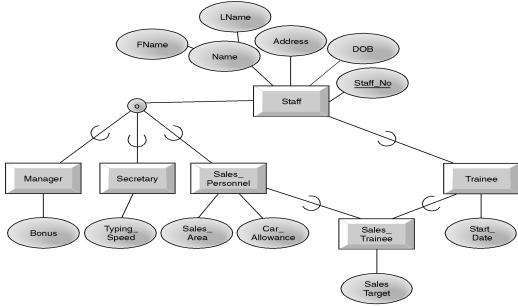 LName
FName
Name
Address
DOB
Staff_No
Staff
o
Manager
Secretary
Sales_
Personnel
Trainee
Bonus
Typing_
Speed
Sales_
Area
Car_
Allowance
Sales_
Trainee
Start_
Date
Sales
Target